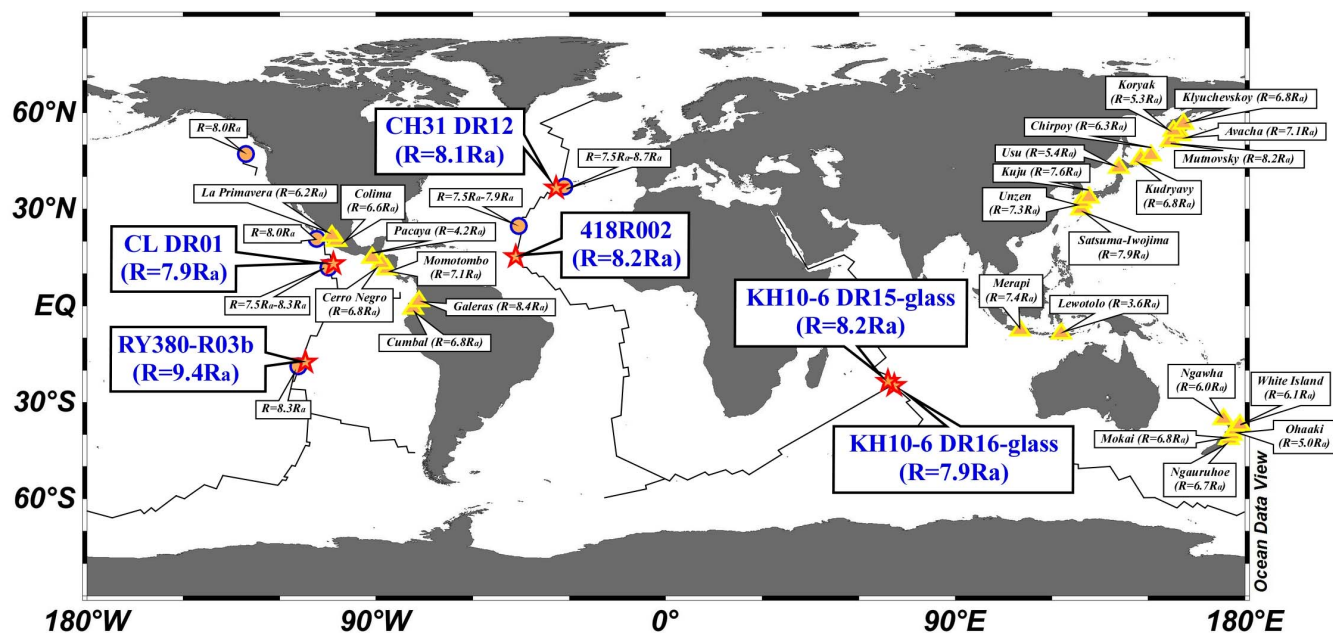 60°N
30°N
EQ
30°S
60°S
180°W
90°W
0°
90°E
180°E
Ocean Data View
R=8.0Ra
CH31 DR12
(R=8.1Ra)
R=7.5Ra-8.7Ra
La Primavera (R=6.2Ra)
Colima
(R=6.6Ra)
R=7.5Ra-7.9Ra
R=8.0Ra
Pacaya (R=4.2Ra)
CL DR01
(R=7.9Ra)
418R002
(R=8.2Ra)
Momotombo
(R=7.1Ra)
R=7.5Ra-8.3Ra
Cerro Negro
(R=6.8Ra)
Galeras (R=8.4Ra)
Cumbal (R=6.8Ra)
RY380-R03b
(R=9.4Ra)
R=8.3Ra
KH10-6 DR15-glass
(R=8.2Ra)
KH10-6 DR16-glass
(R=7.9Ra)
Koryak
(R=5.3Ra)
Klyuchevskoy (R=6.8Ra)
Chirpoy (R=6.3Ra)
Avacha (R=7.1Ra)
Usu (R=5.4Ra)
Mutnovsky (R=8.2Ra)
Kuju (R=7.6Ra)
Kudryavy
(R=6.8Ra)
Unzen
(R=7.3Ra)
Satsuma-Iwojima
(R=7.9Ra)
Merapi
(R=7.4Ra)
Lewotolo (R=3.6Ra)
Ngawha
(R=6.0Ra)
White Island
(R=6.1Ra)
Mokai (R=6.8Ra)
Ohaaki
(R=5.0Ra)
Ngauruhoe
(R=6.7Ra)